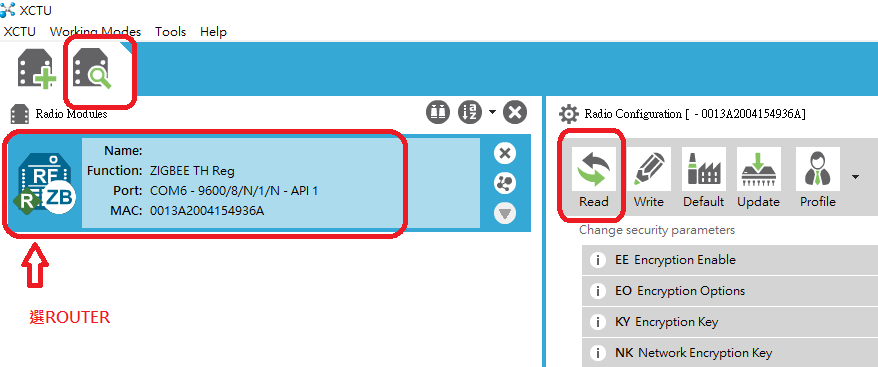 XCTU
XCTU Working Modes Tools Help
Radio Modules
Radio Configuration [ - 0013A2004154936A]
Name:
Function: ZIGBEE TH Reg
Port: COM6 - 9600/8/N/1/N - API 1
MAC: 0013A2004154936A
RF
R
ZB
選ROUTER
Read Write Default Update Profile
Change security parameters
i EE Encryption Enable
i EO Encryption Options
i KY Encryption Key
i NK Network Encryption Key